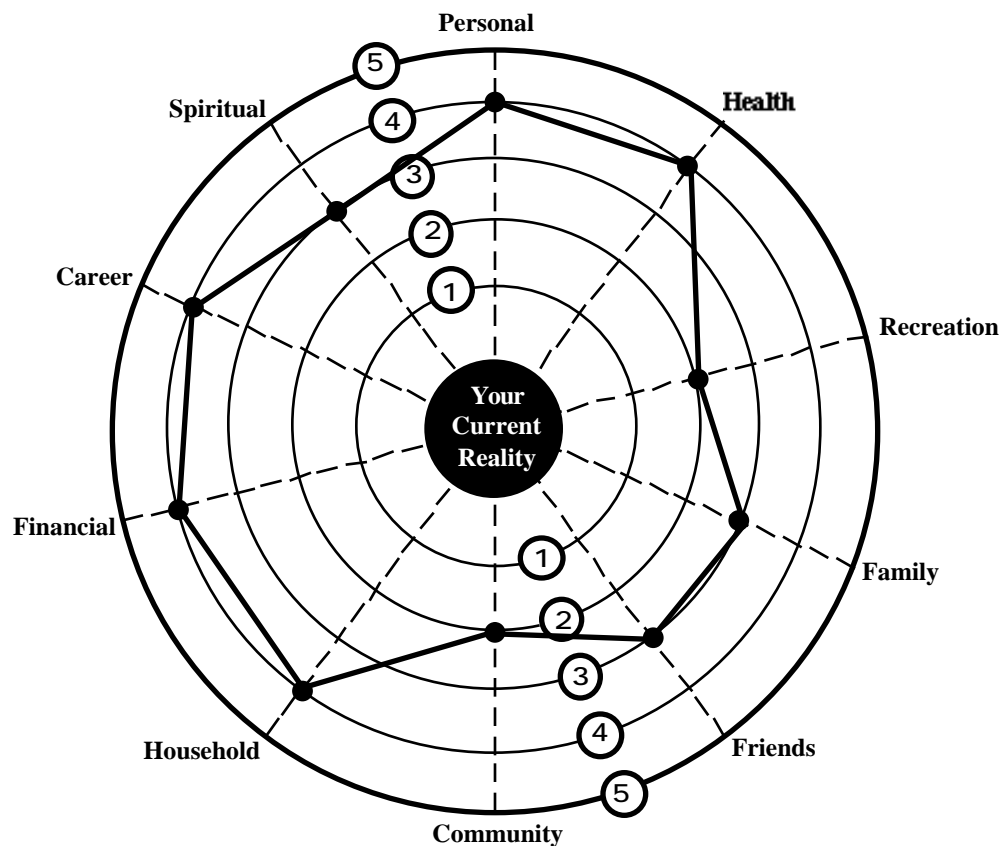 Personal
5
Spiritual
Health
4
3
2
Career
1
Recreation
Your
Current
Reality
Financial
1
Family
2
3
4
Household
Friends
5
Community